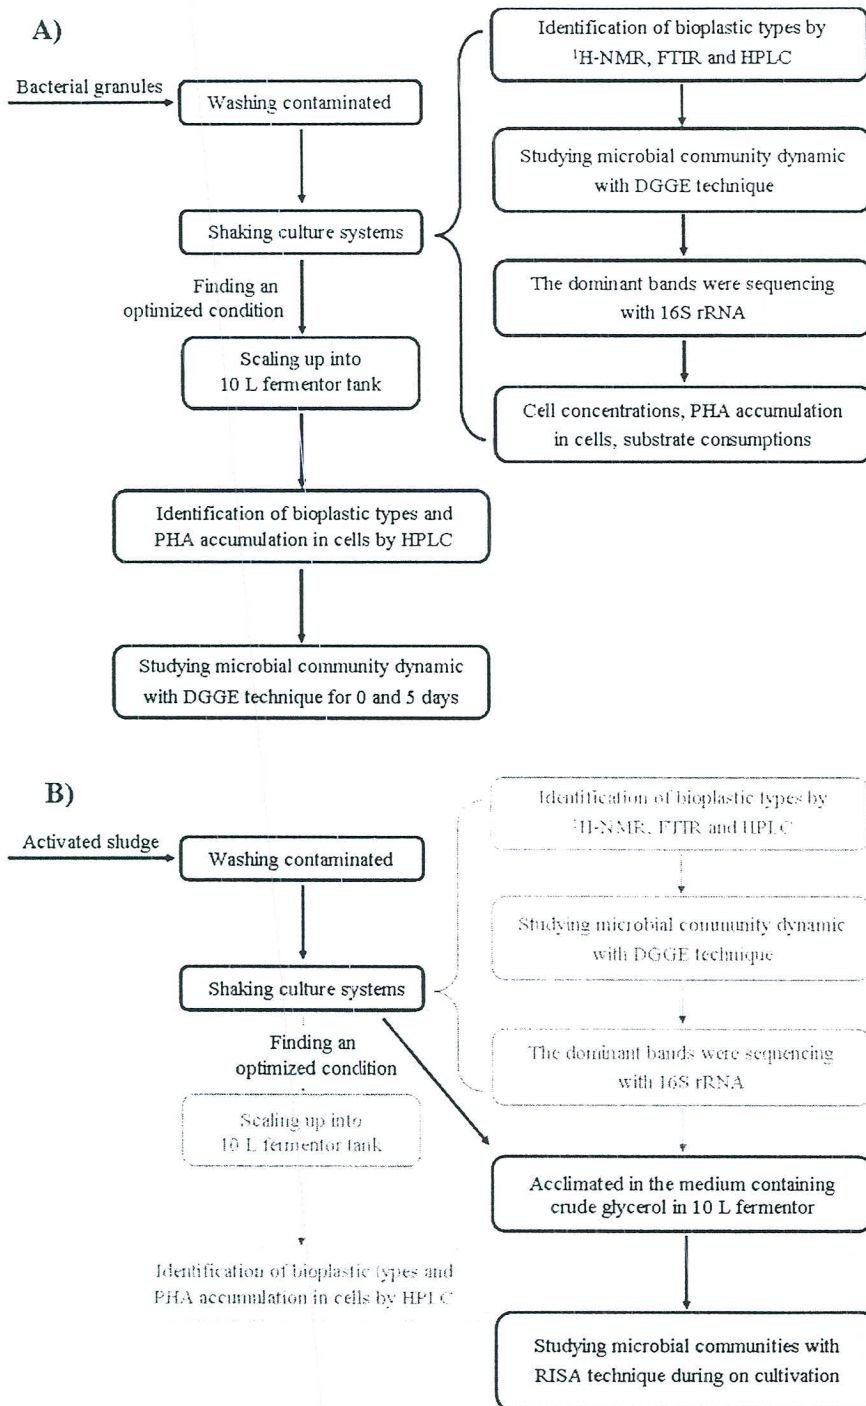 A)
Bacterial granules
Washing contaminated
Shaking culture systems
Finding an
optimized condition
Scaling up into
10 L fermentor tank
Identification of bioplastic types and
PHA accumulation in cells by HPLC
Studying microbial community dynamic
with DGGE technique for 0 and 5 days
Identification of bioplastic types by
¹H-NMR, FTIR and HPLC
Studying microbial community dynamic
with DGGE technique
The dominant bands were sequencing
with 16S rRNA
Cell concentrations, PHA accumulation
in cells, substrate consumptions
B)
Activated sludge
Washing contaminated
Shaking culture systems
Finding an
optimized condition
Scaling up into
10 L fermentor tank
Identification of bioplastic types and
PHA accumulation in cells by HPLC
Identification of bioplastic types by
¹H-NMR, FTIR and HPLC
Studying microbial community dynamic
with DGGE technique
The dominant bands were sequencing
with 16S rRNA
Acclimated in the medium containing
crude glycerol in 10 L fermentor
Studying microbial communities with
RISA technique during on cultivation